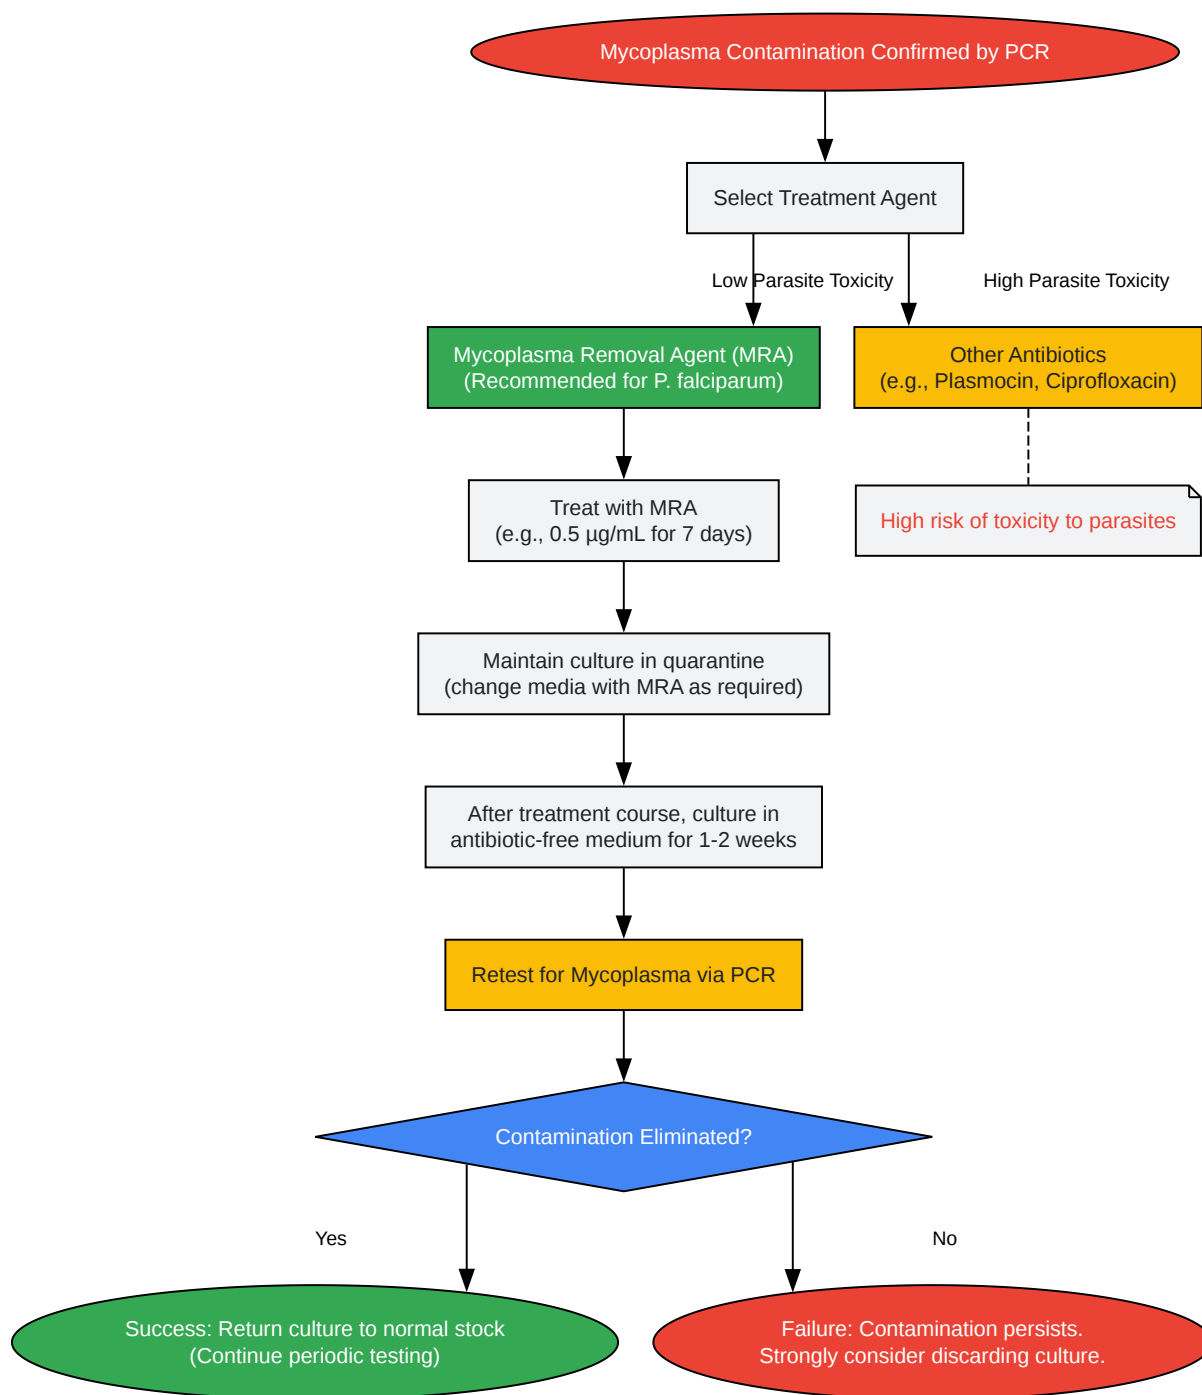 Mycoplasma Contamination Confirmed by PCR
Select Treatment Agent
Low Parasite Toxicity
High Parasite Toxicity
Mycoplasma Removal Agent (MRA)
(Recommended for P. falciparum)
Other Antibiotics
(e.g., Plasmocin, Ciprofloxacin)
Treat with MRA
(e.g., 0.5 µg/mL for 7 days)
High risk of toxicity to parasites
Maintain culture in quarantine
(change media with MRA as required)
After treatment course, culture in
antibiotic-free medium for 1-2 weeks
Retest for Mycoplasma via PCR
Contamination Eliminated?
Yes
No
Success: Return culture to normal stock
(Continue periodic testing)
Failure: Contamination persists.
Strongly consider discarding culture.